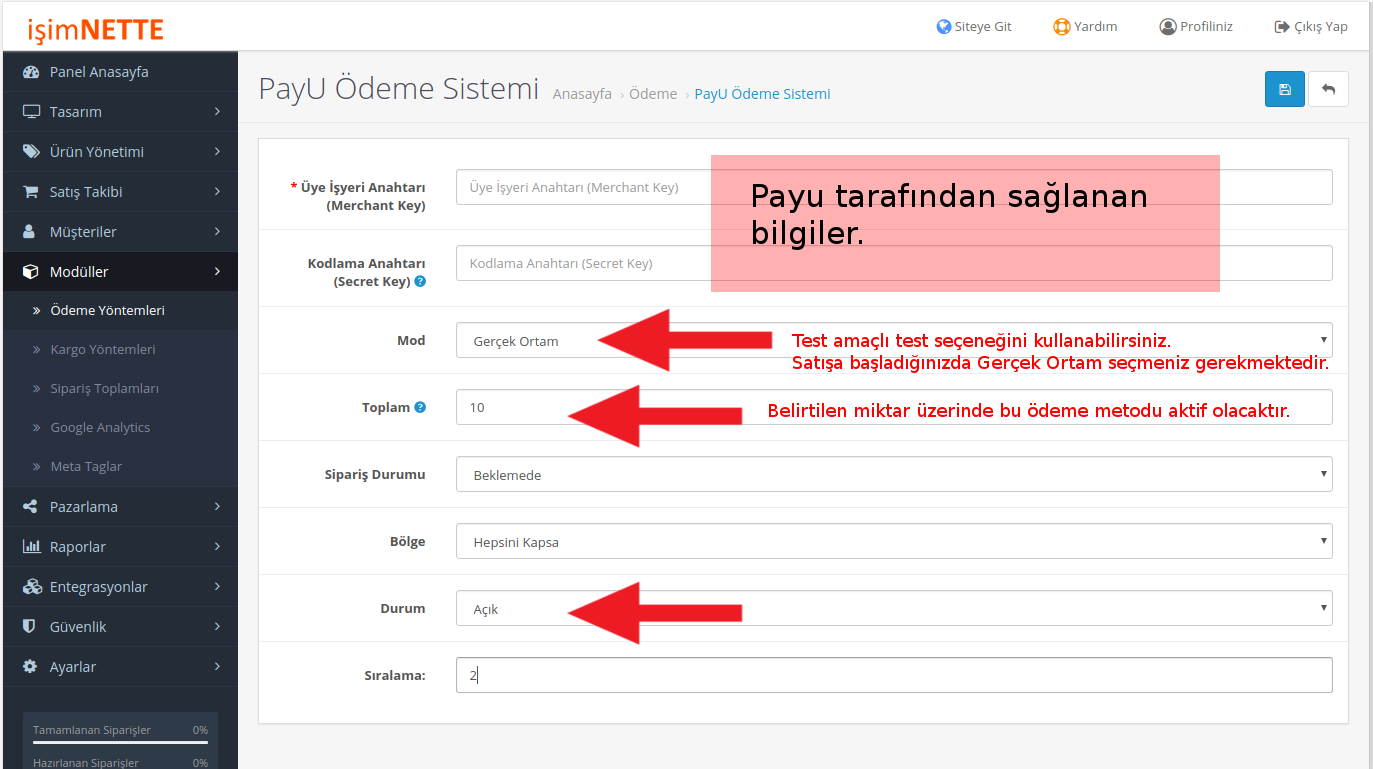 işimNETTE
Siteye Git
Yardım
Profiliniz
Çıkış Yap
Panel Anasayfa
Tasarım
Ürün Yönetimi
Satış Takibi
Müşteriler
Modüller
Ödeme Yöntemleri
Kargo Yöntemleri
Sipariş Toplamları
Google Analytics
Meta Taglar
Pazarlama
Raporlar
Entegrasyonlar
Güvenlik
Ayarlar
Tamamlanan Siparişler 0%
Hazırlanan Siparişler 0%
PayU Ödeme Sistemi
Anasayfa › Ödeme › PayU Ödeme Sistemi
* Üye İşyeri Anahtarı
(Merchant Key)
Üye İşyeri Anahtarı (Merchant Key)
Payu tarafından sağlanan
bilgiler.
Kodlama Anahtarı
(Secret Key)
Kodlama Anahtarı (Secret Key)
Mod
Gerçek Ortam
Test amaçlı test seçeneğini kullanabilirsiniz.
Satışa başladığınızda Gerçek Ortam seçmeniz gerekmektedir.
Toplam
10
Belirtilen miktar üzerinde bu ödeme metodu aktif olacaktır.
Sipariş Durumu
Beklemede
Bölge
Hepsini Kapsa
Durum
Açık
Sıralama:
2